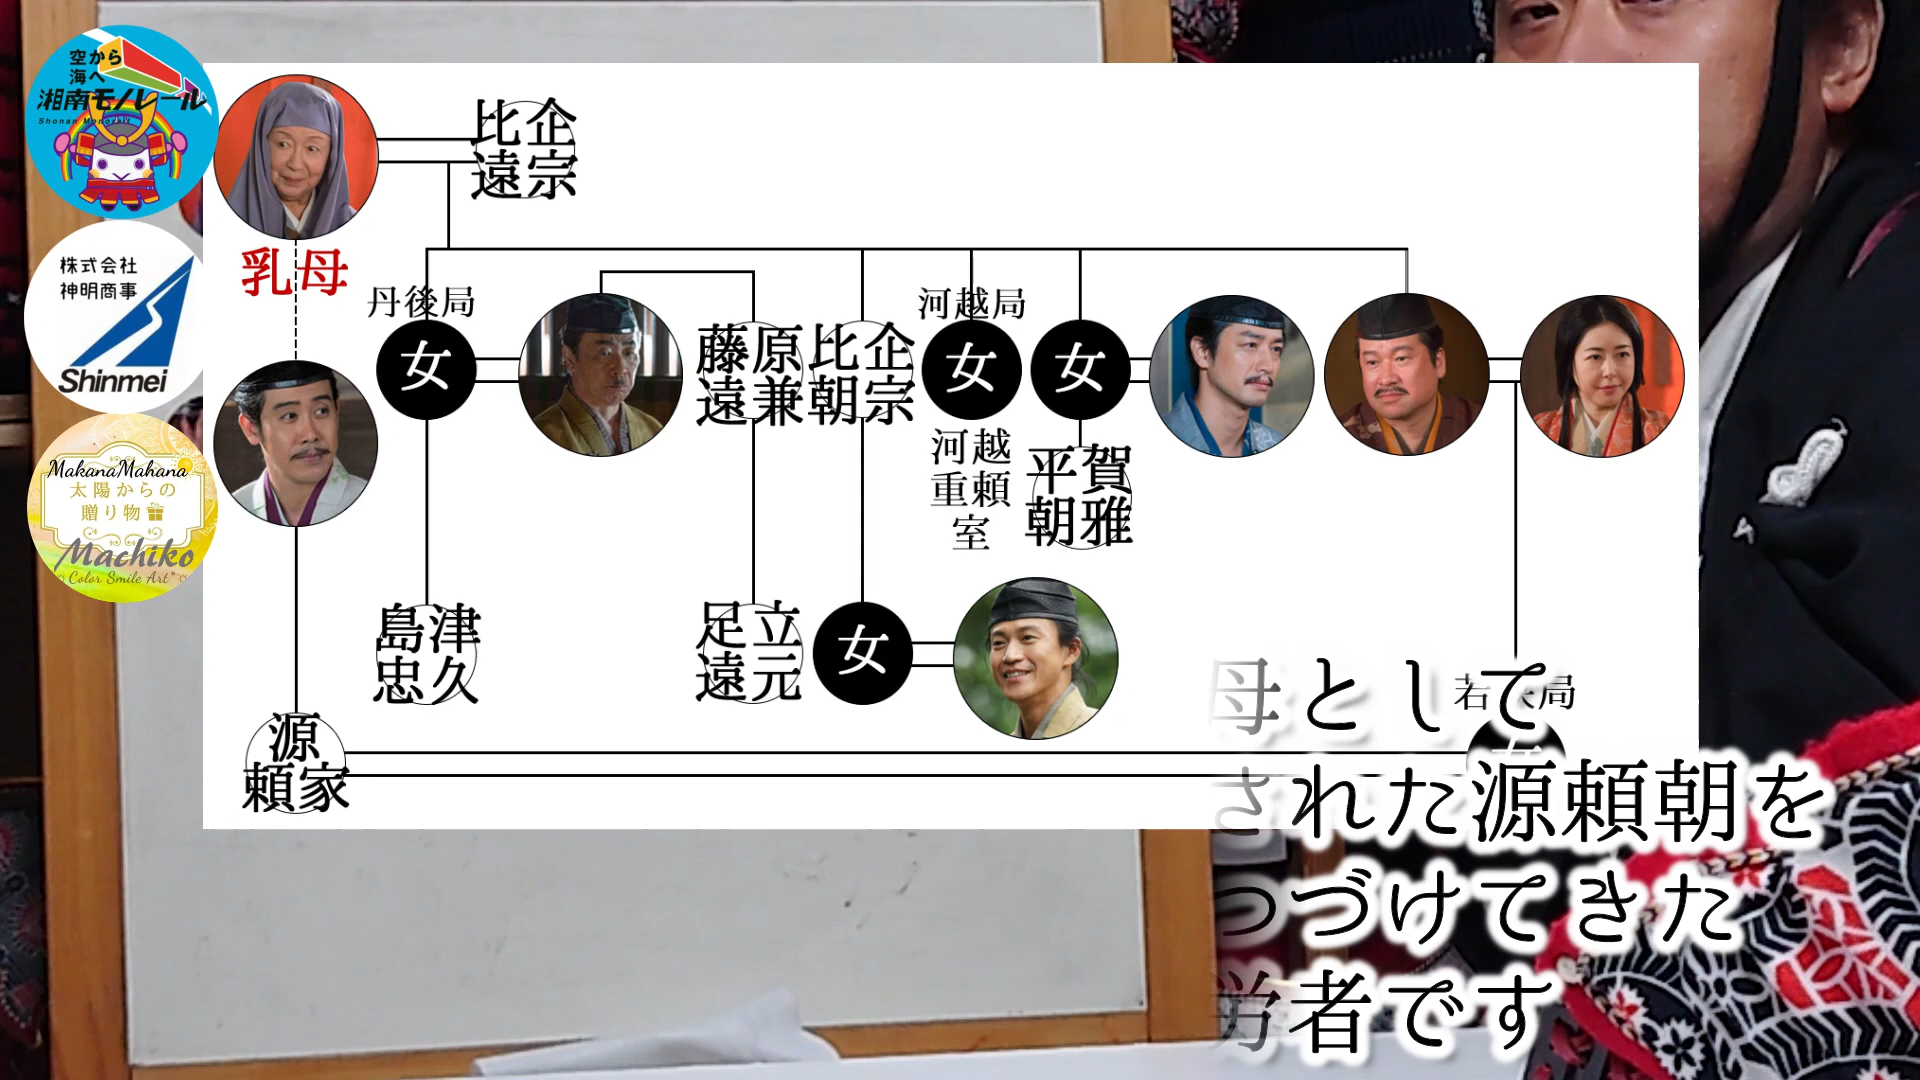 空から
海へ
湘南モノレール
Shonan Monorail
株式会社
神明商事
Shinmei
MakanaMahana
太陽からの
贈り物
Machiko
Color Smile Art
比企
遠宗
乳母
丹後局
女
藤原
遠兼
比企
朝宗
河越局
女
河越
重頼
室
女
平賀
朝雅
島津
忠久
足立
遠元
女
源
頼家
母として
された源頼朝を
つづけてきた
労者です